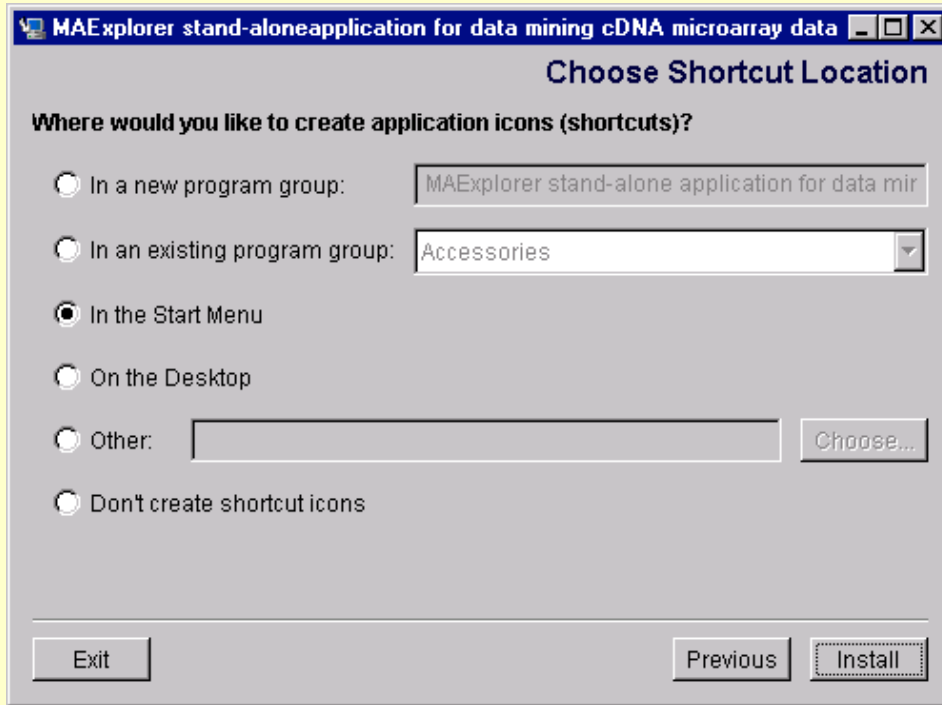 MAExplorer stand-aloneapplication for data mining cDNA microarray data
Choose Shortcut Location
Where would you like to create application icons (shortcuts)?
In a new program group: MAExplorer stand-alone application for data mir
In an existing program group: Accessories
In the Start Menu
On the Desktop
Other: Choose...
Don't create shortcut icons
Exit Previous Install